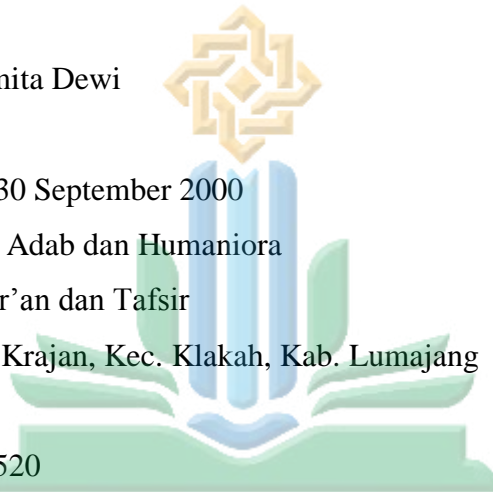 nita Dewi
30 September 2000
Adab dan Humaniora
r’an dan Tafsir
Krajan, Kec. Klakah, Kab. Lumajang
520